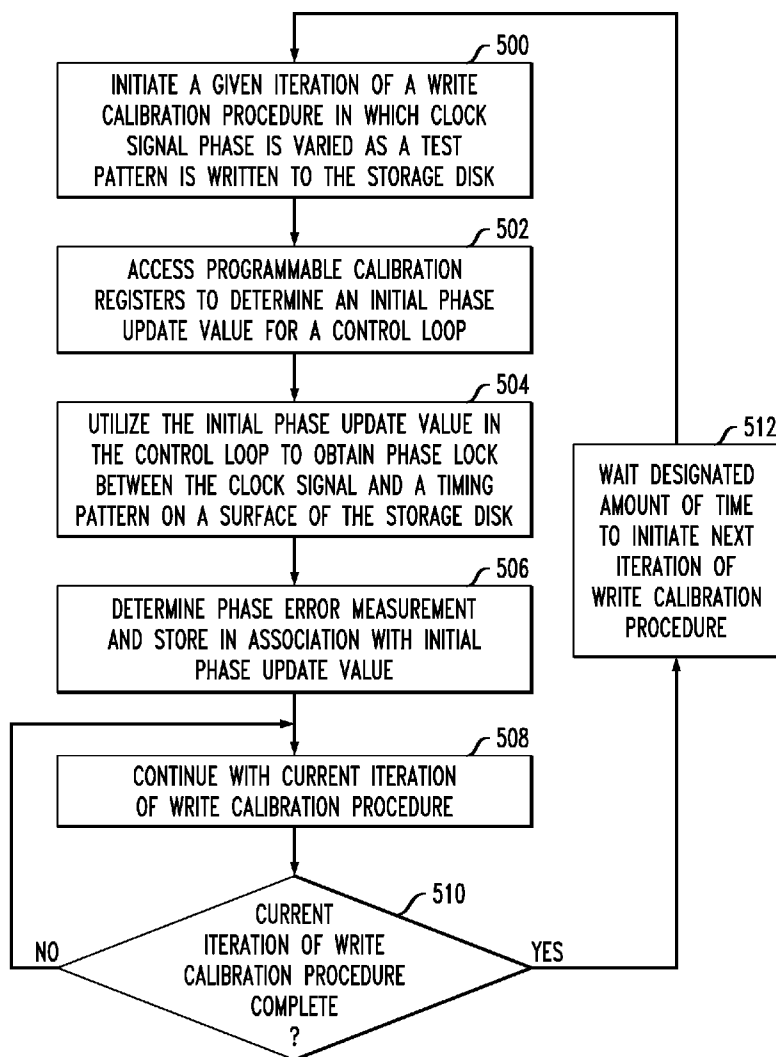 500
INITIATE A GIVEN ITERATION OF A WRITE
CALIBRATION PROCEDURE IN WHICH CLOCK
SIGNAL PHASE IS VARIED AS A TEST
PATTERN IS WRITTEN TO THE STORAGE DISK
502
ACCESS PROGRAMMABLE CALIBRATION
REGISTERS TO DETERMINE AN INITIAL PHASE
UPDATE VALUE FOR A CONTROL LOOP
504
UTILIZE THE INITIAL PHASE UPDATE VALUE IN
THE CONTROL LOOP TO OBTAIN PHASE LOCK
BETWEEN THE CLOCK SIGNAL AND A TIMING
PATTERN ON A SURFACE OF THE STORAGE DISK
512
WAIT DESIGNATED
AMOUNT OF TIME
TO INITIATE NEXT
ITERATION OF
WRITE CALIBRATION
PROCEDURE
506
DETERMINE PHASE ERROR MEASUREMENT
AND STORE IN ASSOCIATION WITH INITIAL
PHASE UPDATE VALUE
508
CONTINUE WITH CURRENT ITERATION
OF WRITE CALIBRATION PROCEDURE
510
CURRENT
ITERATION OF WRITE
CALIBRATION PROCEDURE
COMPLETE
?
NO
YES